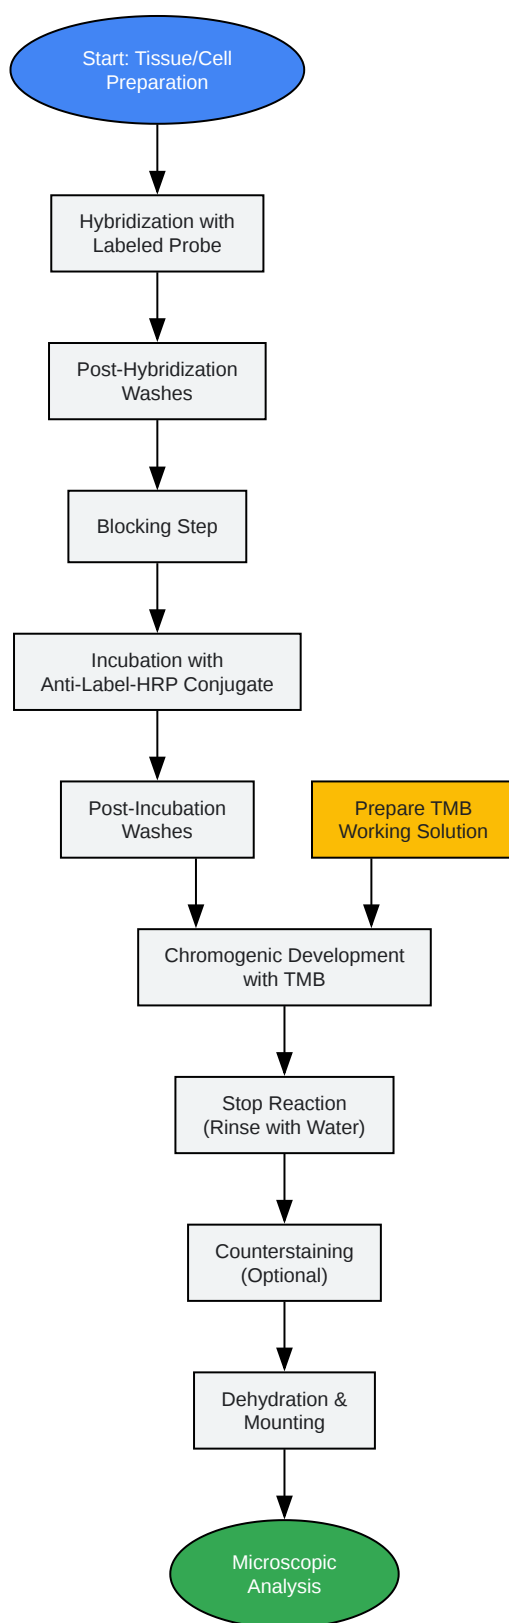 Start: Tissue/Cell
Preparation
Hybridization with
Labeled Probe
Post-Hybridization
Washes
Blocking Step
Incubation with
Anti-Label-HRP Conjugate
Post-Incubation
Washes
Prepare TMB
Working Solution
Chromogenic Development
with TMB
Stop Reaction
(Rinse with Water)
Counterstaining
(Optional)
Dehydration &
Mounting
Microscopic
Analysis